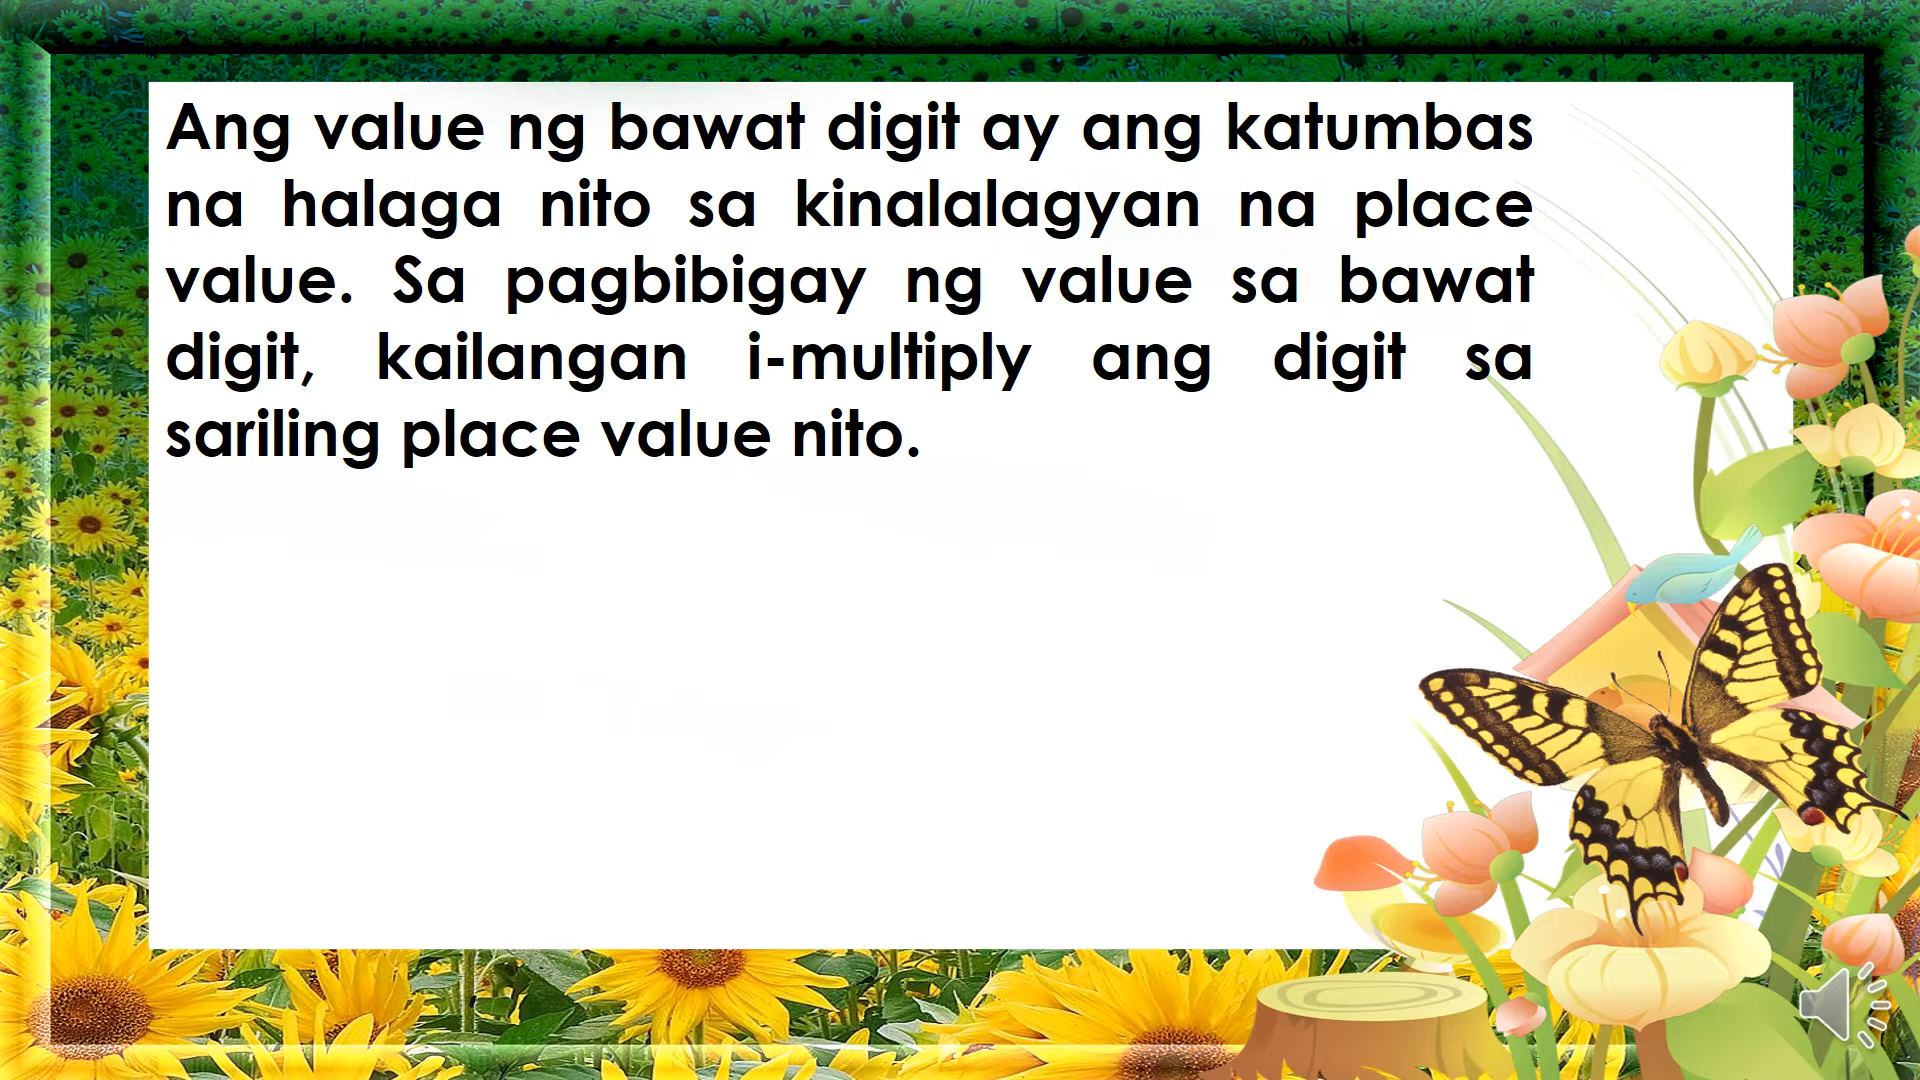 Ang value ng bawat digit ay ang katumbas
na halaga nito sa kinalalagyan na place
value. Sa pagbibigay ng value sa bawat
digit, kailangan i-multiply ang digit sa
sariling place value nito.